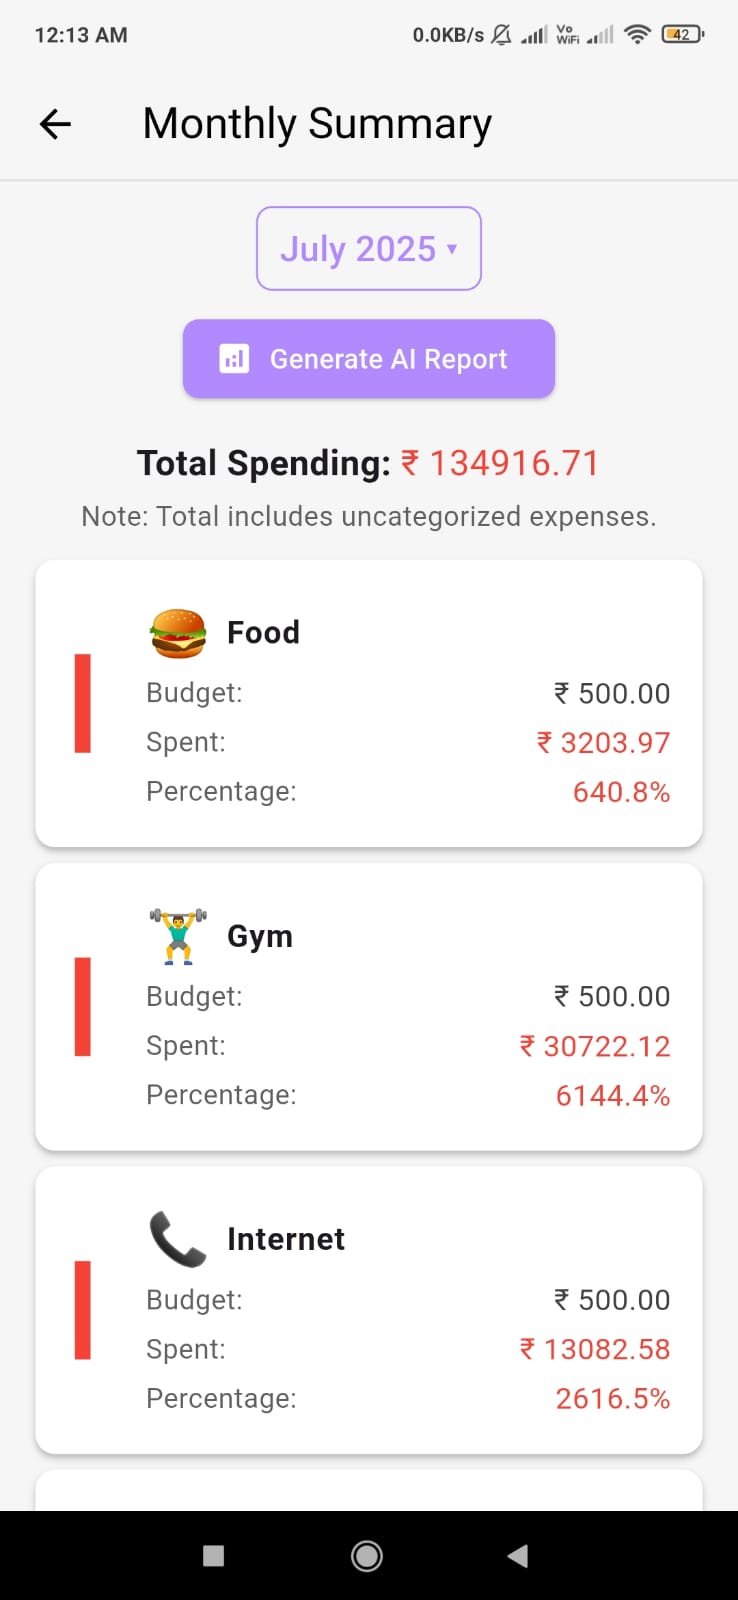 12:13 AM 0.0KB/s Vo WiFi 42
Monthly Summary
July 2025 ▾
Generate AI Report
Total Spending: ₹ 134916.71
Note: Total includes uncategorized expenses.
Food
Budget: ₹ 500.00
Spent: ₹ 3203.97
Percentage: 640.8%
Gym
Budget: ₹ 500.00
Spent: ₹ 30722.12
Percentage: 6144.4%
Internet
Budget: ₹ 500.00
Spent: ₹ 13082.58
Percentage: 2616.5%